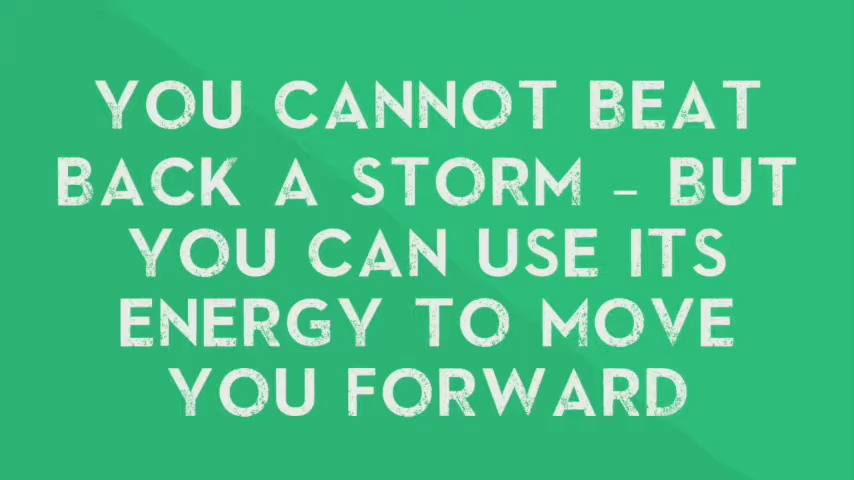 YOU CANNOT BEAT
BACK A STORM – BUT
YOU CAN USE ITS
ENERGY TO MOVE
YOU FORWARD